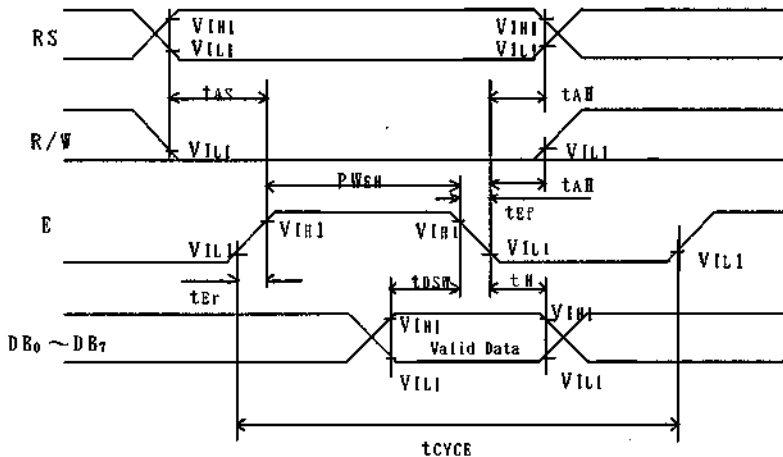 RS
VIH1
VIL1
VIH1
VIL1
tAS
tAH
R/W
VIL1
VIL1
PWEH
tAH
tEf
E
VIH1
VIH1
VIL1
VIL1
VIL1
tEr
tDSW
tH
DB0 ～DB7
VIH1
VIH1
Valid Data
VIL1
VIL1
tCYCE